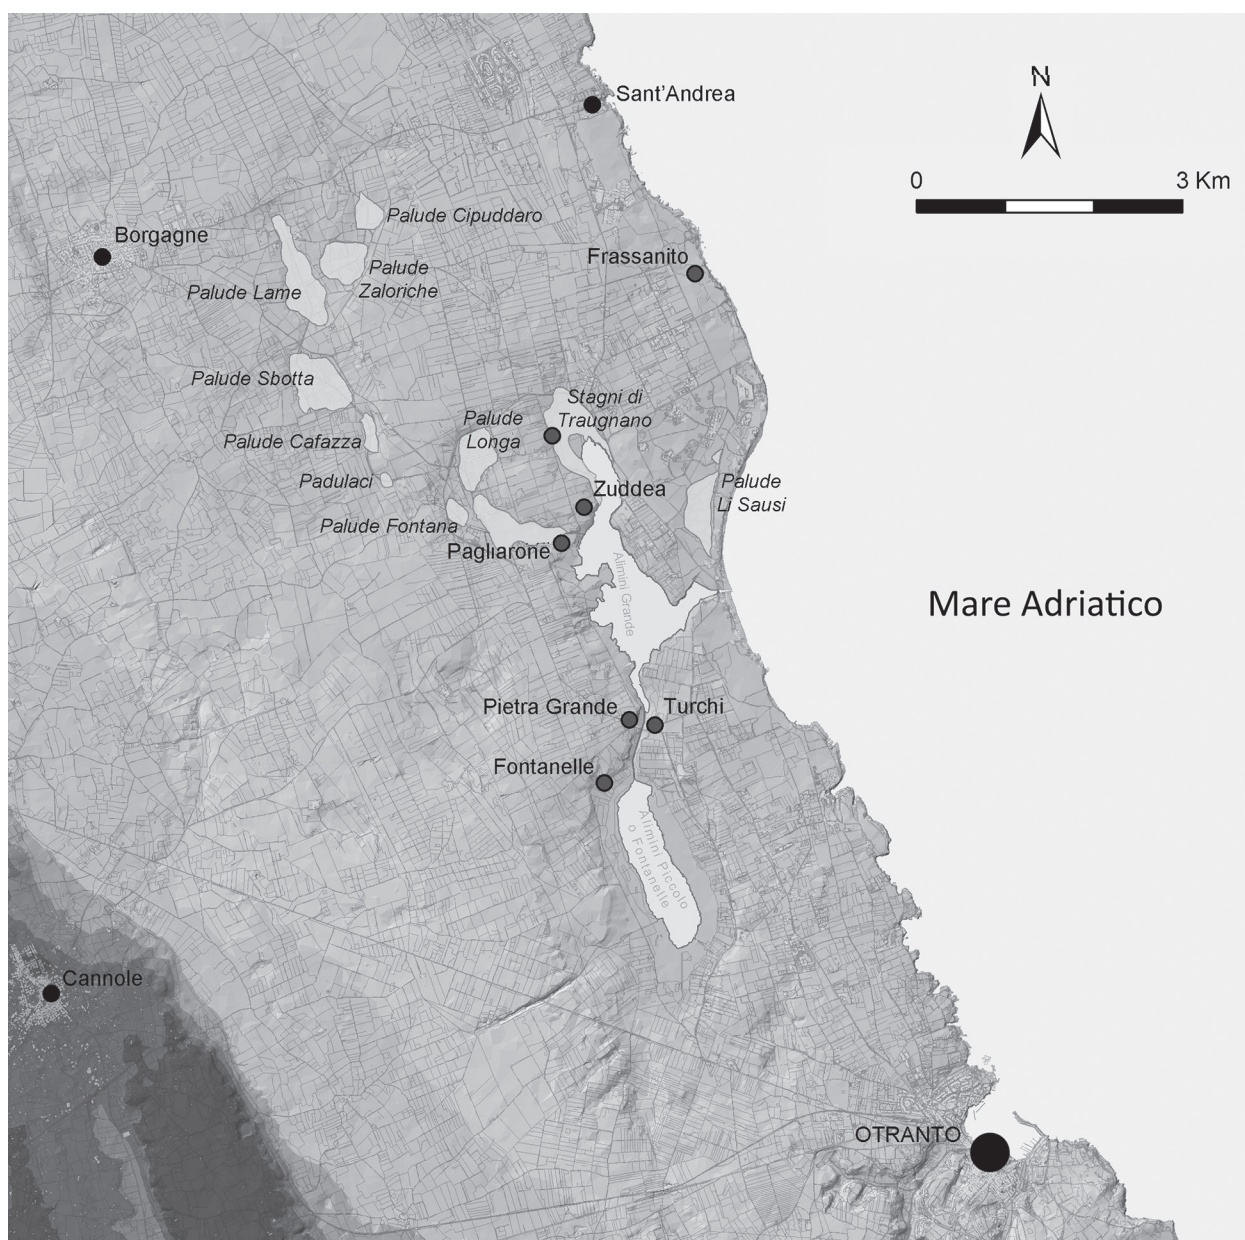 Sant'Andrea
N
0
3 Km
Palude Cipuddaro
Borgagne
Frassanito
Palude
Zaloriche
Palude Lame
Palude Sbotta
Stagni di
Traugnano
Palude
Longa
Palude Cafazza
Padulaci
Palude
Li Sausi
Zuddea
Palude Fontana
Pagliarone
Alimini Grande
Mare Adriatico
Pietra Grande
Turchi
Fontanelle
Alimini Piccolo
o Fontanelle
Cannole
OTRANTO